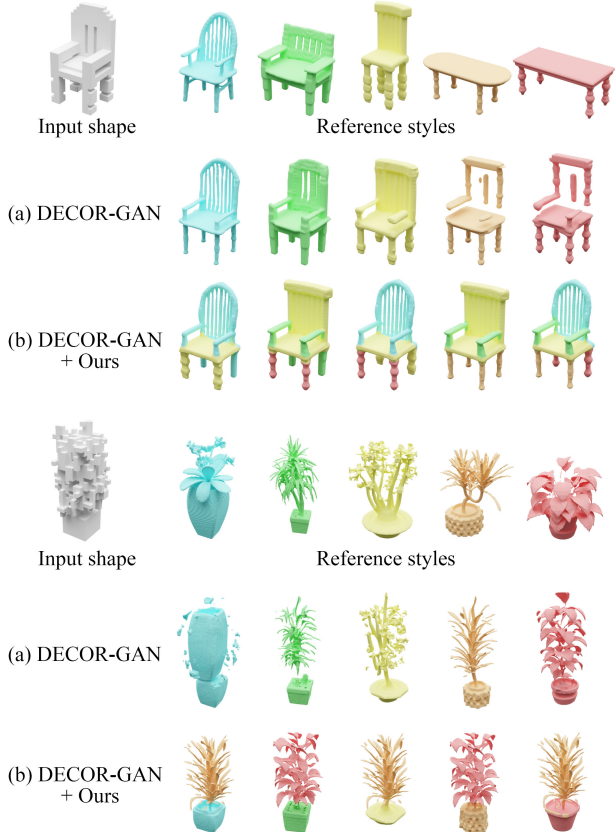 Input shape
Reference styles
(a) DECOR-GAN
(b) DECOR-GAN
+ Ours
Input shape
Reference styles
(a) DECOR-GAN
(b) DECOR-GAN
+ Ours